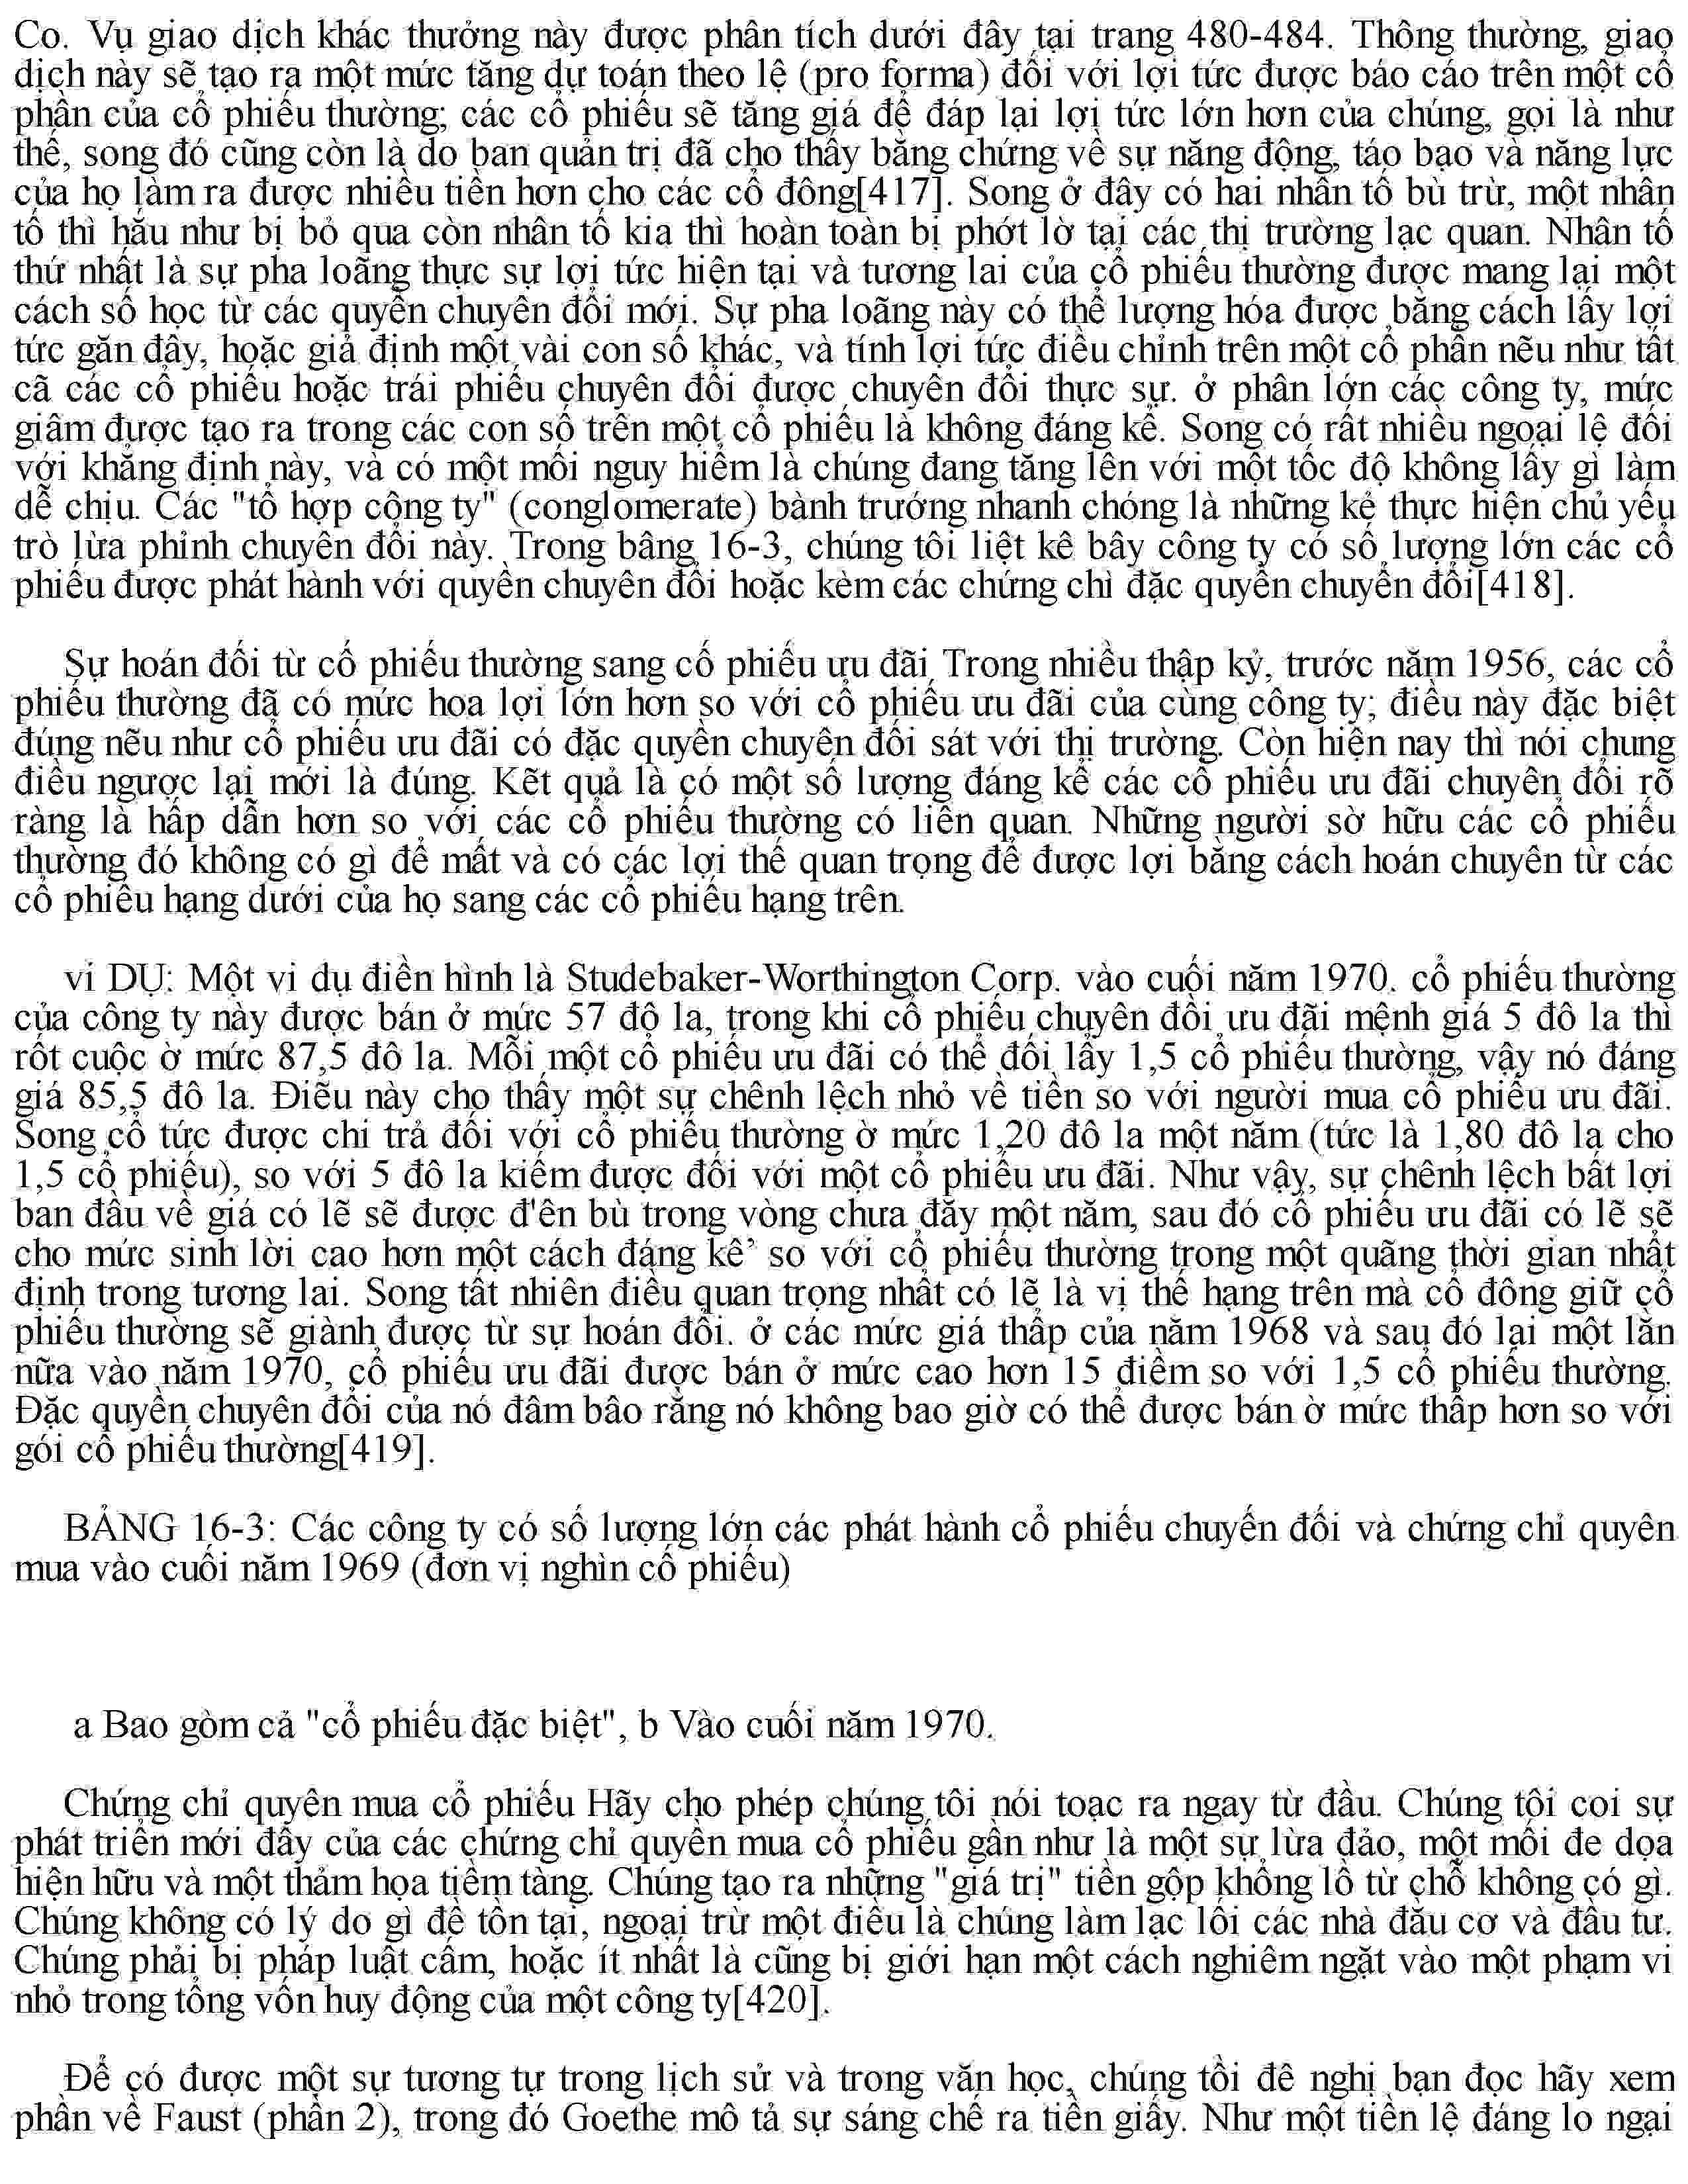 Co. Vụ giao dịch khác thưởng này được phân tích dưới đây tại trang 480-484. Thông thường, giao
dịch này sẽ tạo ra một mức tăng dự toán theo lệ (pro forma) đối với lợi tức được báo cáo trên một cổ
phần của cổ phiếu thường; các cổ phiếu sẽ tăng giá để đáp lại lợi tức lớn hơn của chúng, gọi là như
thế, song đó cũng còn là do ban quản trị đã cho thấy bằng chứng về sự năng động, táo bạo và năng lực
của họ làm ra được nhiều tiền hơn cho các cổ đông[417]. Song ở đây có hai nhân tố bù trừ, một nhân
tố thì hầu như bị bỏ qua còn nhân tố kia thì hoàn toàn bị phớt lờ tại các thị trường lạc quan. Nhân tố
thứ nhất là sự pha loãng thực sự lợi tức hiện tại và tương lai của cổ phiếu thường được mang lại một
cách số học từ các quyền chuyên đổi mới. Sự pha loãng này có thể lượng hóa được bằng cách lấy lợi
tức gần đây, hoặc giả định một vài con số khác, và tính lợi tức điều chỉnh trên một cổ phần nẽu như tất
cã các cổ phiếu hoặc trái phiếu chuyên đổi được chuyên đổi thực sự. ở phần lớn các công ty, mức
giâm được tạo ra trong các con số trên một cổ phiếu là không đáng kể. Song có rất nhiều ngoại lệ đối
với khẳng định này, và có một mối nguy hiểm là chúng đang tăng lên với một tốc độ không lấy gì làm
dễ chịu. Các "tổ hợp công ty" (conglomerate) bành trướng nhanh chóng là những kẻ thực hiện chủ yếu
trò lừa phỉnh chuyên đổi này. Trong bâng 16-3, chúng tôi liệt kê bây công ty có số lượng lớn các cổ
phiếu được phát hành với quyền chuyên đổi hoặc kèm các chứng chỉ đặc quyền chuyển đổi[418].
Sự hoán đối từ cố phiếu thường sang cố phiếu ưu đãi Trong nhiều thập kỷ, trước năm 1956, các cổ
phiếu thường đã có mức hoa lợi lớn hơn so với cổ phiếu ưu đãi của cùng công ty; điều này đặc biệt
đúng nẽu như cổ phiếu ưu đãi có đặc quyền chuyên đối sát với thị trường. Còn hiện nay thì nói chung
điều ngược lại mới là đúng. Kẽt quả là có một số lượng đáng kể các cổ phiếu ưu đãi chuyên đổi rõ
ràng là hấp dẫn hơn so với các cổ phiếu thường có liên quan. Những người sờ hữu các cổ phiếu
thường đó không có gì để mất và có các lợi thế quan trọng để được lợi bằng cách hoán chuyên từ các
cổ phiếu hạng dưới của họ sang các cổ phiếu hạng trên.
ví DỤ: Một ví dụ điền hình là Studebaker-Worthington Corp. vào cuối năm 1970. cổ phiếu thường
của công ty này được bán ở mức 57 đô la, trong khi cổ phiếu chuyên đồi ưu đãi mệnh giá 5 đô la thì
rốt cuộc ờ mức 87,5 đô la. Mỗi một cổ phiếu ưu đãi có thể đối lấy 1,5 cổ phiếu thường, vậy nó đáng
giá 85,5 đô la. Điẽu này cho thấy một sự chênh lệch nhỏ về tiền so với người mua cổ phiếu ưu đãi.
Song cổ tức được chi trả đối với cổ phiếu thường ờ mức 1,20 đô la một năm (tức là 1,80 đô la cho
1,5 cổ phiếu), so với 5 đô la kiếm được đối với một cổ phiếu ưu đãi. Như vậy, sự chênh lệch bất lợi
ban đầu về giá có lẽ sẽ được đ'ên bù trong vòng chưa đầy một năm, sau đó cổ phiếu ưu đãi có lẽ sẽ
cho mức sinh lời cao hơn một cách đáng kê’ so với cổ phiếu thường trong một quãng thời gian nhất
định trong tương lai. Song tất nhiên điều quan trọng nhất có lẽ là vị thế hạng trên mà cổ đông giữ cổ
phiếu thường sẽ giành được từ sự hoán đổi. ở các mức giá thấp của năm 1968 và sau đó lại một lần
nữa vào năm 1970, cổ phiếu ưu đãi được bán ở mức cao hơn 15 điềm so với 1,5 cổ phiếu thường.
Đặc quyền chuyên đổi của nó đâm bâo rằng nó không bao giờ có thể được bán ờ mức thấp hơn so với
gói cổ phiếu thường[419].
BẢNG 16-3: Các công ty có số lượng lớn các phát hành cổ phiếu chuyến đối và chứng chỉ quyên
mua vào cuối năm 1969 (đơn vị nghìn cố phiếu)
a Bao gòm cả "cổ phiếu đặc biệt", b Vào cuối năm 1970.
Chứng chỉ quyên mua cổ phiếu Hãy cho phép chúng tôi nói toạc ra ngay từ đầu. Chúng tôi coi sự
phát triển mới đây của các chứng chỉ quyền mua cổ phiếu gần như là một sự lừa đảo, một mối đe dọa
hiện hữu và một thảm họa tiềm tàng. Chúng tạo ra những "giá trị" tiền gộp khổng lồ từ chỗ không có gì.
Chúng không có lý do gì để tồn tại, ngoại trừ một điều là chúng làm lạc lối các nhà đầu cơ và đầu tư.
Chúng phải bị pháp luật cấm, hoặc ít nhất là cũng bị giới hạn một cách nghiêm ngặt vào một phạm vi
nhỏ trong tổng vốn huy động của một công ty[420].
Để có được một sự tương tự trong lịch sử và trong văn học, chúng tồi đê nghị bạn đọc hãy xem
phần về Faust (phần 2), trong đó Goethe mô tả sự sáng chế ra tiền giấy. Như một tiền lệ đáng lo ngại